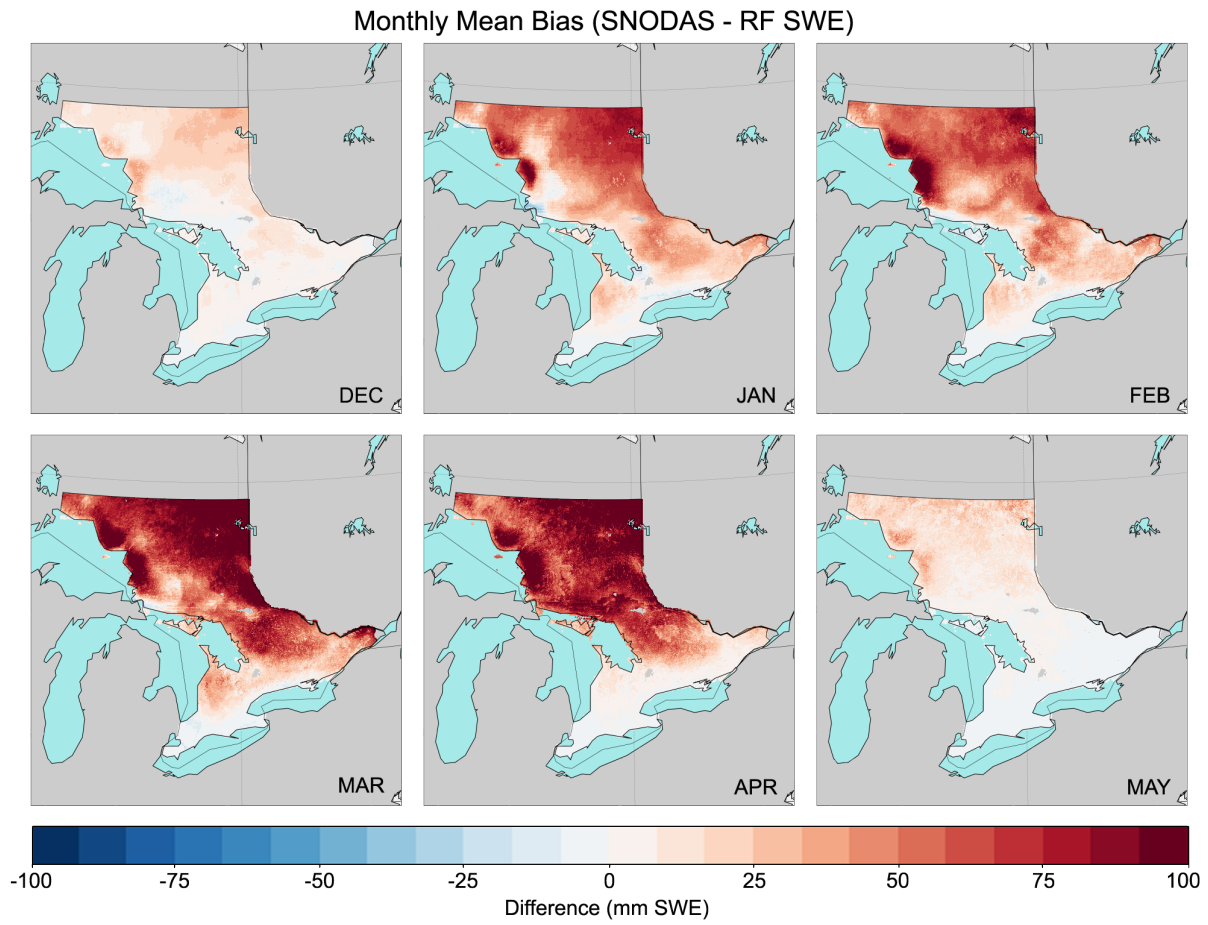 Monthly Mean Bias (SNODAS - RF SWE)
DEC
JAN
FEB
MAR
APR
MAY
-100 -75 -50 -25 0 25 50 75 100
Difference (mm SWE)